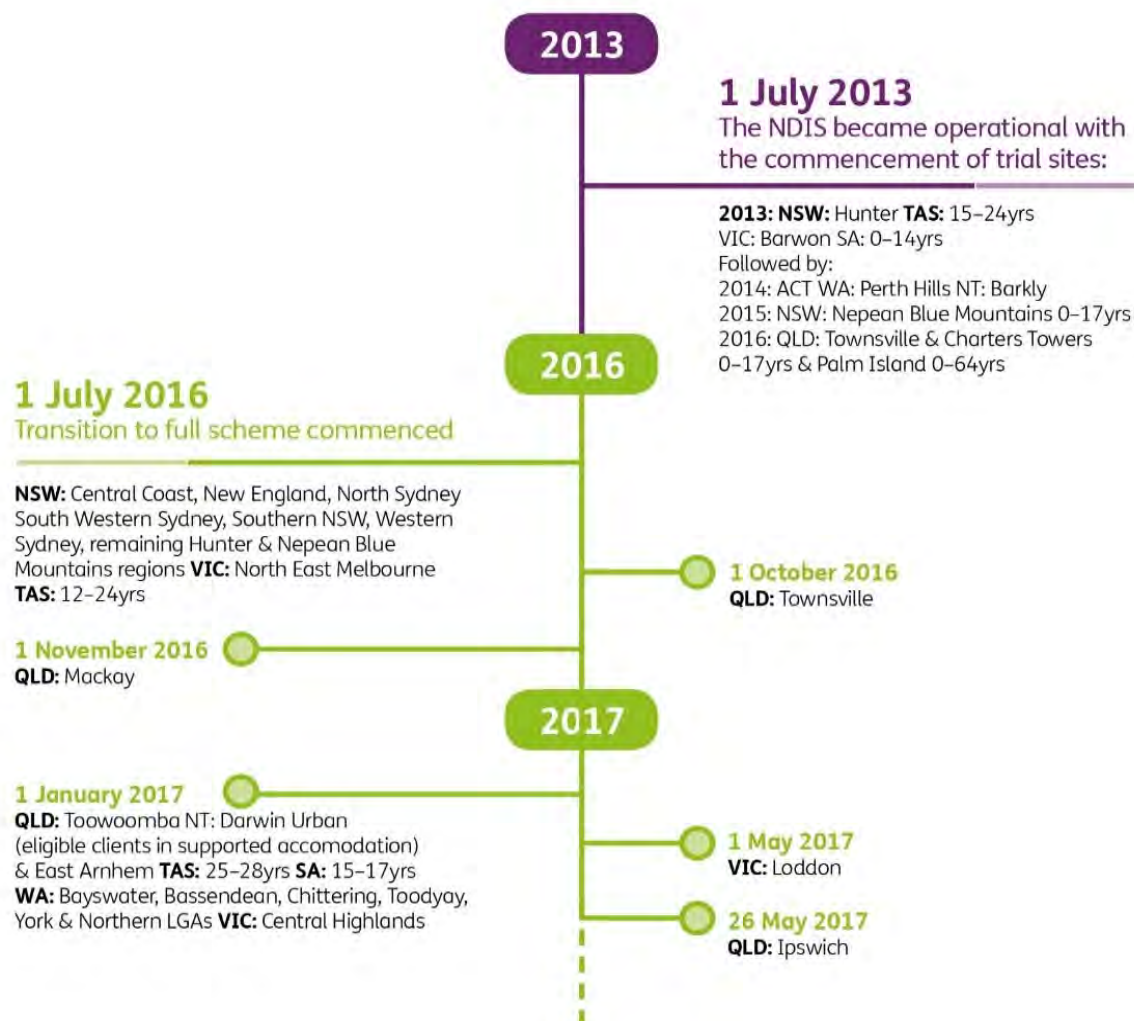 2013
1 July 2013
The NDIS became operational with
the commencement of trial sites:
2013: NSW: Hunter TAS: 15–24yrs
VIC: Barwon SA: 0–14yrs
Followed by:
2014: ACT WA: Perth Hills NT: Barkly
2015: NSW: Nepean Blue Mountains 0–17yrs
2016: QLD: Townsville & Charters Towers
0–17yrs & Palm Island 0–64yrs
2016
1 July 2016
Transition to full scheme commenced
NSW: Central Coast, New England, North Sydney
South Western Sydney, Southern NSW, Western
Sydney, remaining Hunter & Nepean Blue
Mountains regions VIC: North East Melbourne
TAS: 12–24yrs
1 October 2016
QLD: Townsville
1 November 2016
QLD: Mackay
2017
1 January 2017
QLD: Toowoomba NT: Darwin Urban
(eligible clients in supported accomodation)
& East Arnhem TAS: 25–28yrs SA: 15–17yrs
WA: Bayswater, Bassendean, Chittering, Toodyay,
York & Northern LGAs VIC: Central Highlands
1 May 2017
VIC: Loddon
26 May 2017
QLD: Ipswich